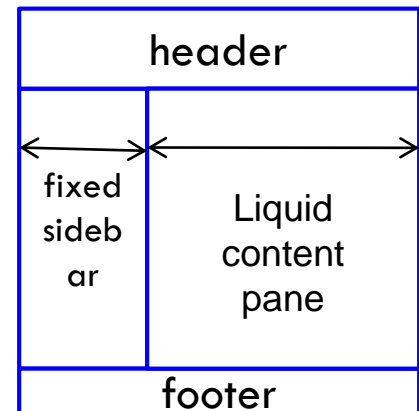 header
fixed
sideb
ar
Liquid
content
pane
footer